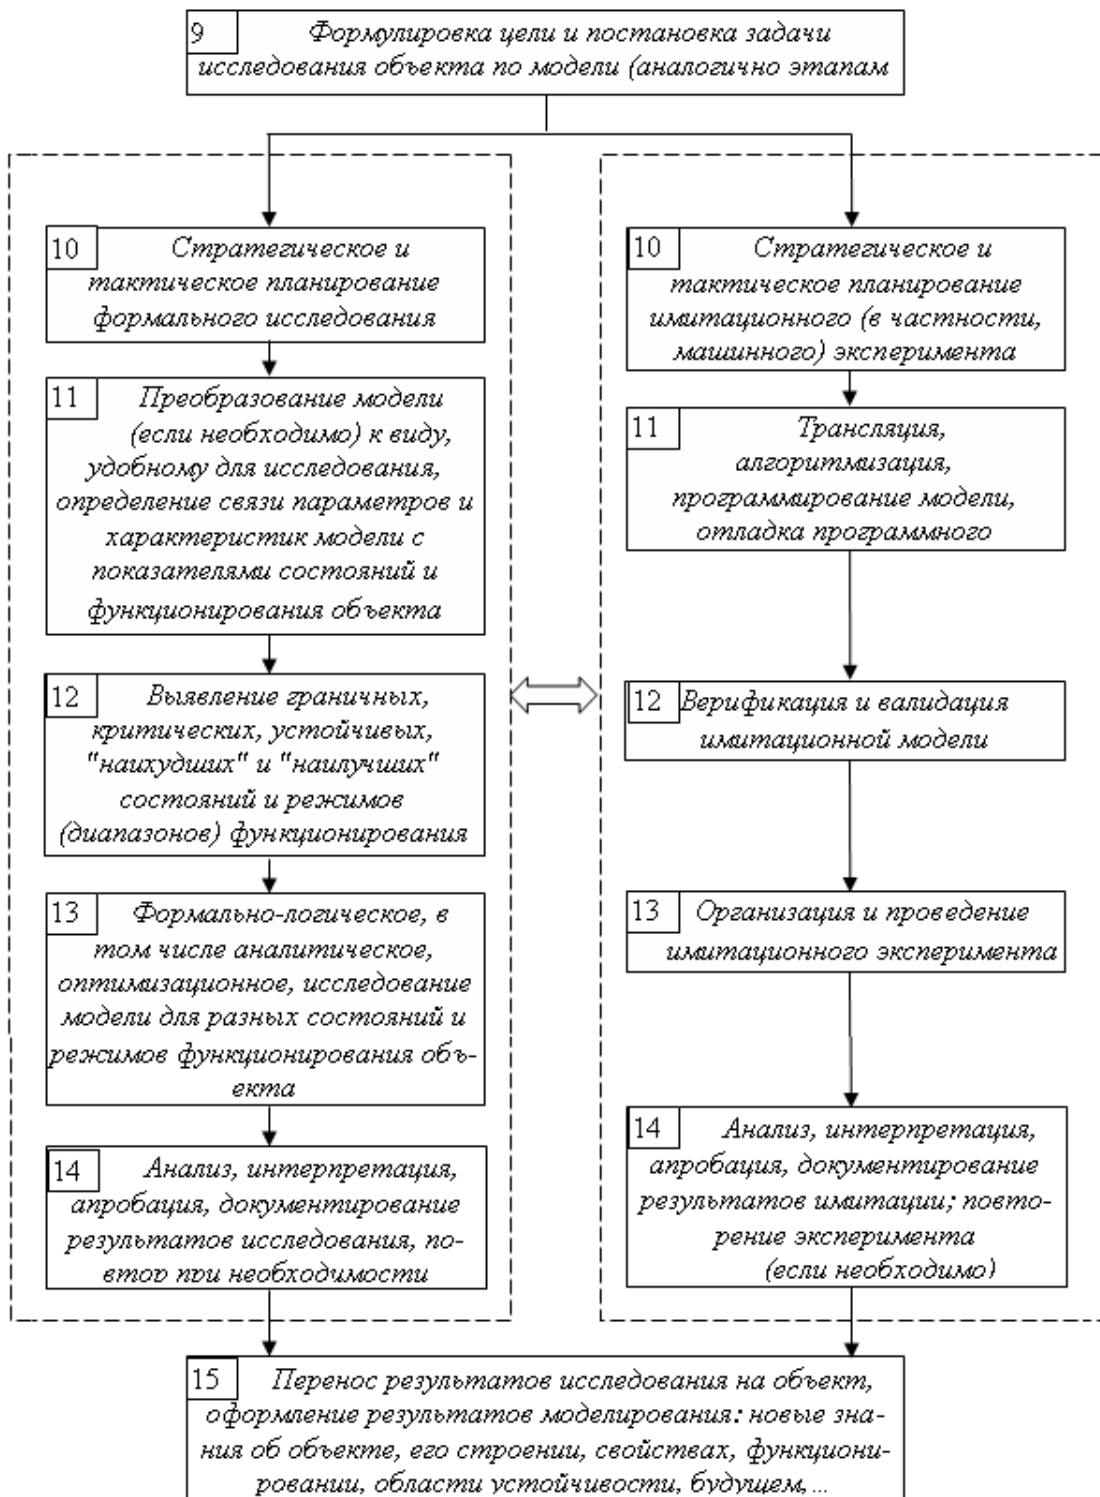 9 Формулировка цели и постановка задачи
исследования объекта по модели (аналогично этапам
10 Стратегическое и
тактическое планирование
формального исследования
11 Преобразование модели
(если необходимо) к виду,
удобному для исследования,
определение связи параметров и
характеристик модели с
показателями состояний и
функционирования объекта
12 Выявление граничных,
критических, устойчивых,
"наихудших" и "наилучших"
состояний и режимов
(диапазонов) функционирования
13 Формально-логическое, в
том числе аналитическое,
оптимизационное, исследование
модели для разных состояний и
режимов функционирования объ-
екта
14 Анализ, интерпретация,
апробация, документирование
результатов исследования, по-
втор при необходимости
10 Стратегическое и
тактическое планирование
имитационного (в частности,
машинного) эксперимента
11 Трансляция,
алгоритмизация,
программирование модели,
отладка программного
12 Верификация и валидация
имитационной модели
13 Организация и проведение
имитационного эксперимента
14 Анализ, интерпретация,
апробация, документирование
результатов имитации; повто-
рение эксперимента
(если необходимо)
15 Перенос результатов исследования на объект,
оформление результатов моделирования: новые зна-
ния об объекте, его строении, свойствах, функциони-
ровании, области устойчивости, будущем, ...